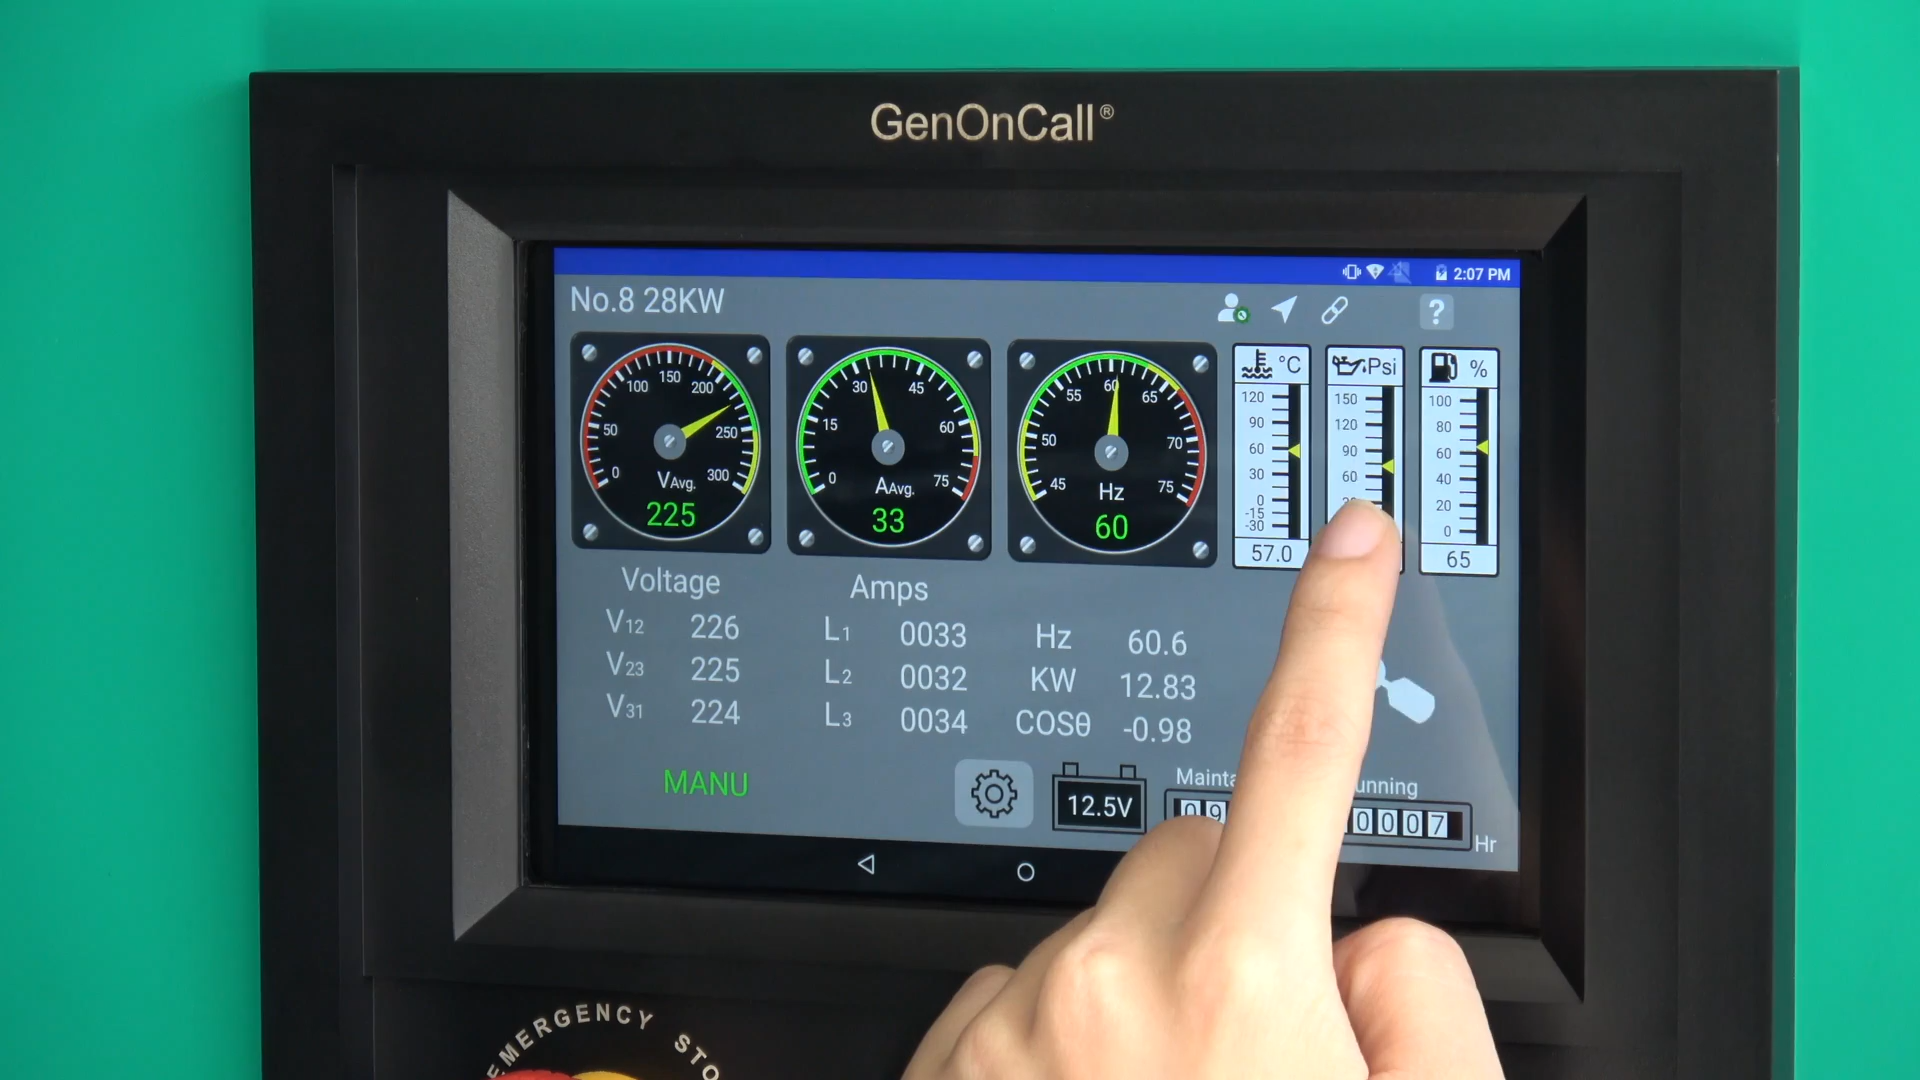 GenOnCall®
2:07 PM
No.8 28KW
?
0 50 100 150 200 250 300
VAvg.
225
0 15 30 45 60 75
AAvg.
33
45 50 55 60 65 70 75
Hz
60
°C
120
90
60
30
0
-15
-30
57.0
Psi
150
120
90
60
%
100
80
60
40
20
0
65
Voltage
V12 226
V23 225
V31 224
Amps
L1 0033
L2 0032
L3 0034
Hz 60.6
KW 12.83
COSθ -0.98
MANU
12.5V
0007
Hr
EMERGENCY